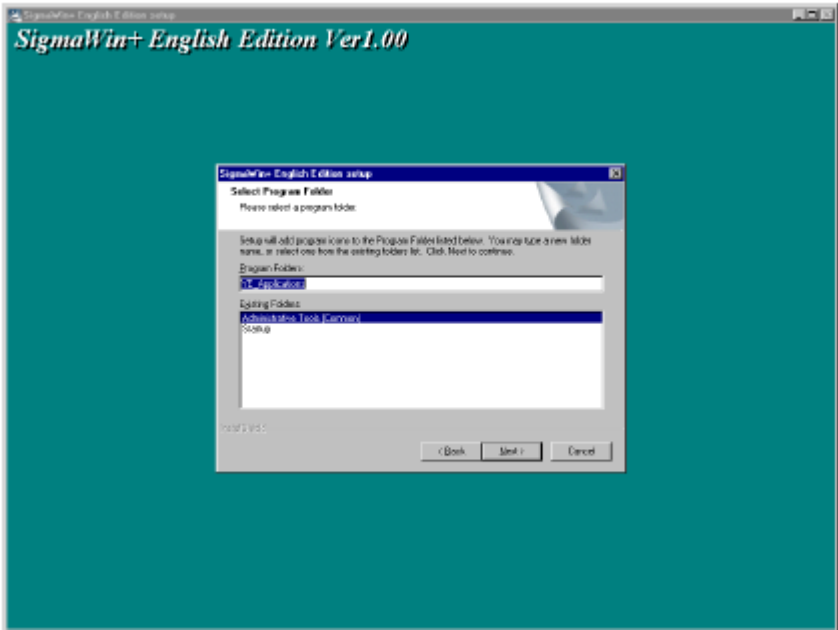 SigmaWin+ English Edition setup
SigmaWin+ English Edition Ver1.00
SigmaWin+ English Edition setup
Select Program Folder
Please select a program folder.
Setup will add program icons to the Program Folder listed below. You may type a new folder
name, or select one from the existing folders list. Click Next to continue.
Program Folders:
YE_Applications
Existing Folders:
Administrative Tools (Common)
Startup
InstallShield
< Back
Next >
Cancel